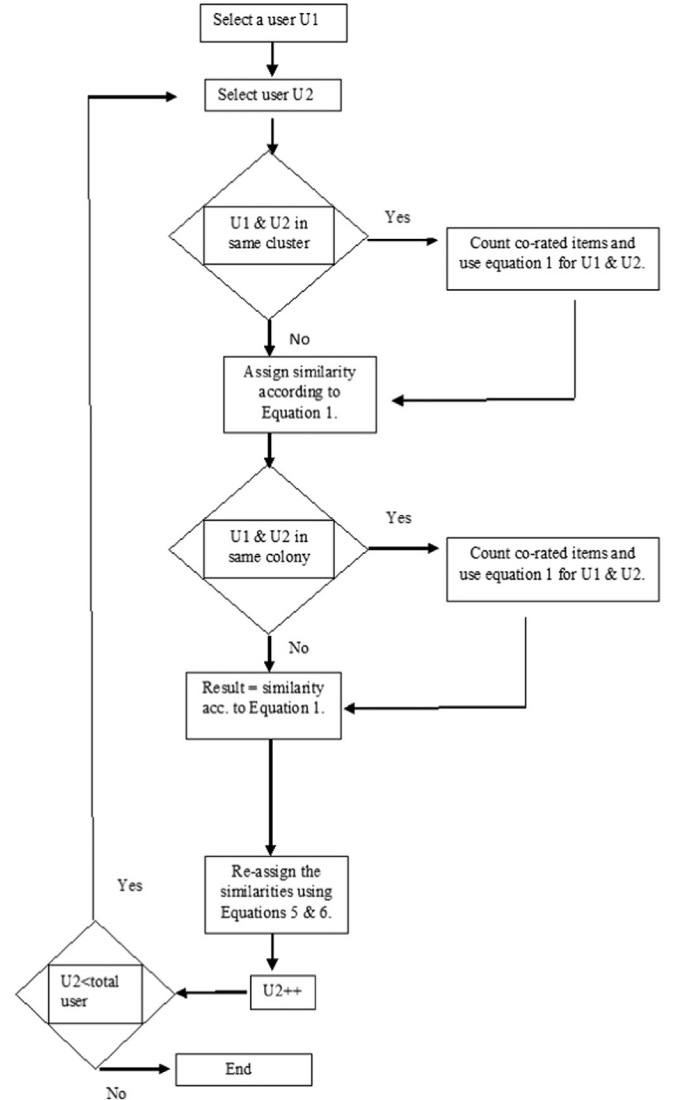 Select a user U1
Select user U2
U1 & U2 in
same cluster
Yes
Count co-rated items and
use equation 1 for U1 & U2.
No
Assign similarity
according to
Equation 1.
U1 & U2 in
same colony
Yes
Count co-rated items and
use equation 1 for U1 & U2.
No
Result = similarity
acc. to Equation 1.
Re-assign the
similarities using
Equations 5 & 6.
U2++
U2<total
user
Yes
No
End